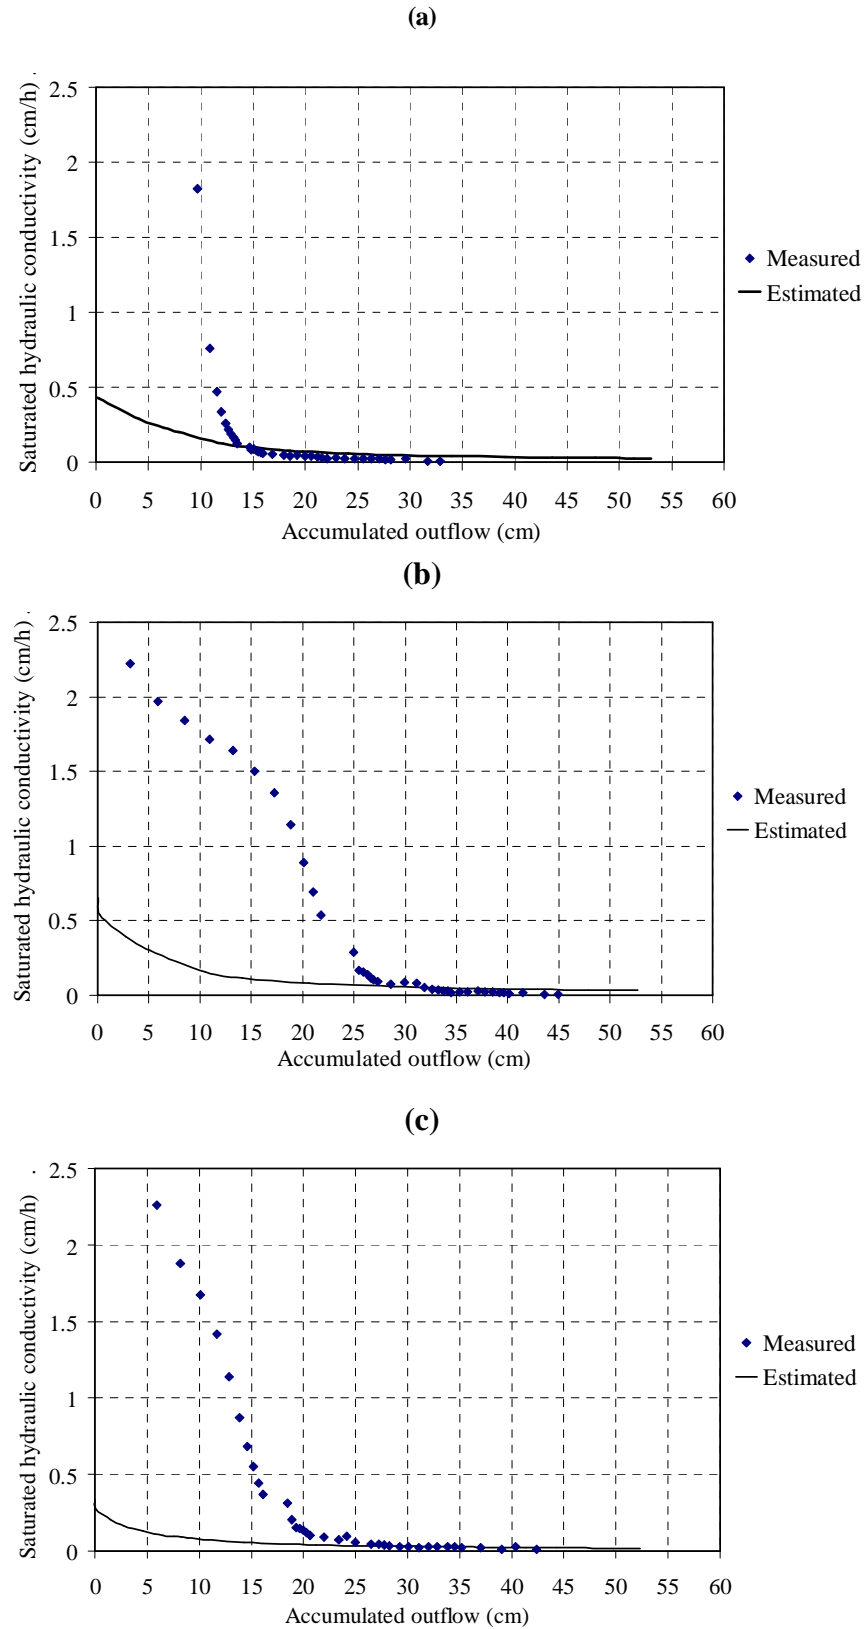 (a)
Saturated hydraulic conductivity (cm/h) .
2.5
2
1.5
1
0.5
0
0 5 10 15 20 25 30 35 40 45 50 55 60
Accumulated outflow (cm)
Measured
Estimated
(b)
Saturated hydraulic conductivity (cm/h) .
2.5
2
1.5
1
0.5
0
0 5 10 15 20 25 30 35 40 45 50 55 60
Accumulated outflow (cm)
Measured
Estimated
(c)
Saturated hydraulic conductivity (cm/h) .
2.5
2
1.5
1
0.5
0
0 5 10 15 20 25 30 35 40 45 50 55 60
Accumulated outflow (cm)
Measured
Estimated